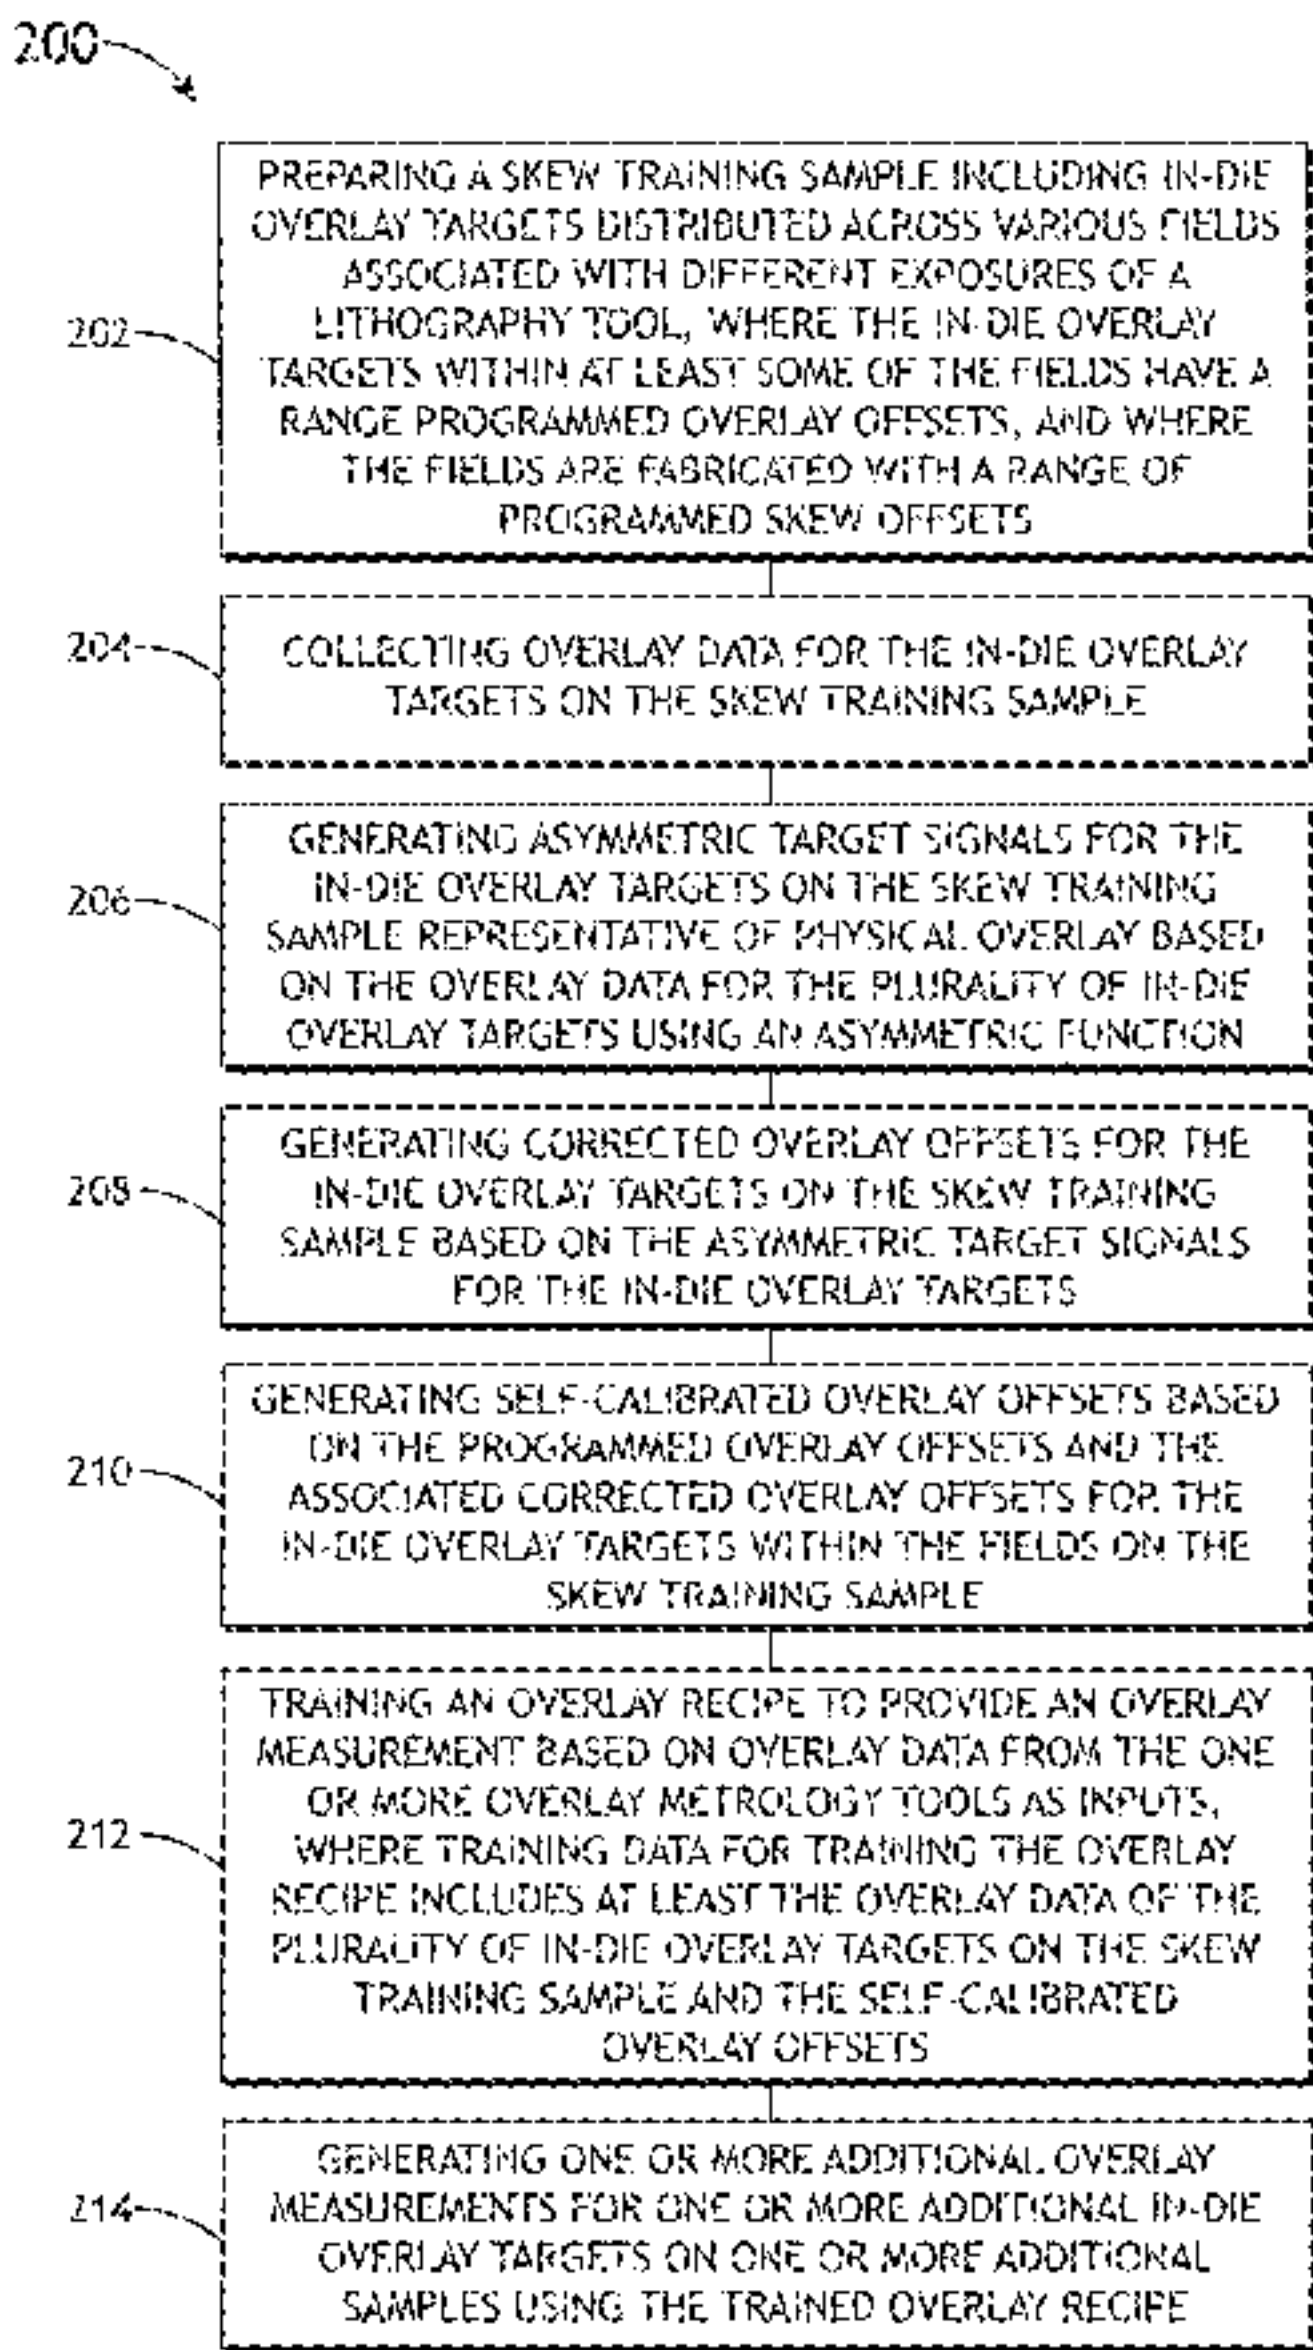 200
PREPARING A SKEW TRAINING SAMPLE INCLUDING IN-DIE
OVERLAY TARGETS DISTRIBUTED ACROSS VARIOUS FIELDS
ASSOCIATED WITH DIFFERENT EXPOSURES OF A
LITHOGRAPHY TOOL, WHERE THE IN-DIE OVERLAY
TARGETS WITHIN AT LEAST SOME OF THE FIELDS HAVE A
RANGE PROGRAMMED OVERLAY OFFSETS, AND WHERE
THE FIELDS ARE FABRICATED WITH A RANGE OF
PROGRAMMED SKEW OFFSETS
202
COLLECTING OVERLAY DATA FOR THE IN-DIE OVERLAY
TARGETS ON THE SKEW TRAINING SAMPLE
204
GENERATING ASYMMETRIC TARGET SIGNALS FOR THE
IN-DIE OVERLAY TARGETS ON THE SKEW TRAINING
SAMPLE REPRESENTATIVE OF PHYSICAL OVERLAY BASED
ON THE OVERLAY DATA FOR THE PLURALITY OF IN-DIE
OVERLAY TARGETS USING AN ASYMMETRIC FUNCTION
206
GENERATING CORRECTED OVERLAY OFFSETS FOR THE
IN-DIE OVERLAY TARGETS ON THE SKEW TRAINING
SAMPLE BASED ON THE ASYMMETRIC TARGET SIGNALS
FOR THE IN-DIE OVERLAY TARGETS
208
GENERATING SELF-CALIBRATED OVERLAY OFFSETS BASED
ON THE PROGRAMMED OVERLAY OFFSETS AND THE
ASSOCIATED CORRECTED OVERLAY OFFSETS FOR THE
IN-DIE OVERLAY TARGETS WITHIN THE FIELDS ON THE
SKEW TRAINING SAMPLE
210
TRAINING AN OVERLAY RECIPE TO PROVIDE AN OVERLAY
MEASUREMENT BASED ON OVERLAY DATA FROM THE ONE
OR MORE OVERLAY METROLOGY TOOLS AS INPUTS,
WHERE TRAINING DATA FOR TRAINING THE OVERLAY
RECIPE INCLUDES AT LEAST THE OVERLAY DATA OF THE
PLURALITY OF IN-DIE OVERLAY TARGETS ON THE SKEW
TRAINING SAMPLE AND THE SELF-CALIBRATED
OVERLAY OFFSETS
212
GENERATING ONE OR MORE ADDITIONAL OVERLAY
MEASUREMENTS FOR ONE OR MORE ADDITIONAL IN-DIE
OVERLAY TARGETS ON ONE OR MORE ADDITIONAL
SAMPLES USING THE TRAINED OVERLAY RECIPE
214